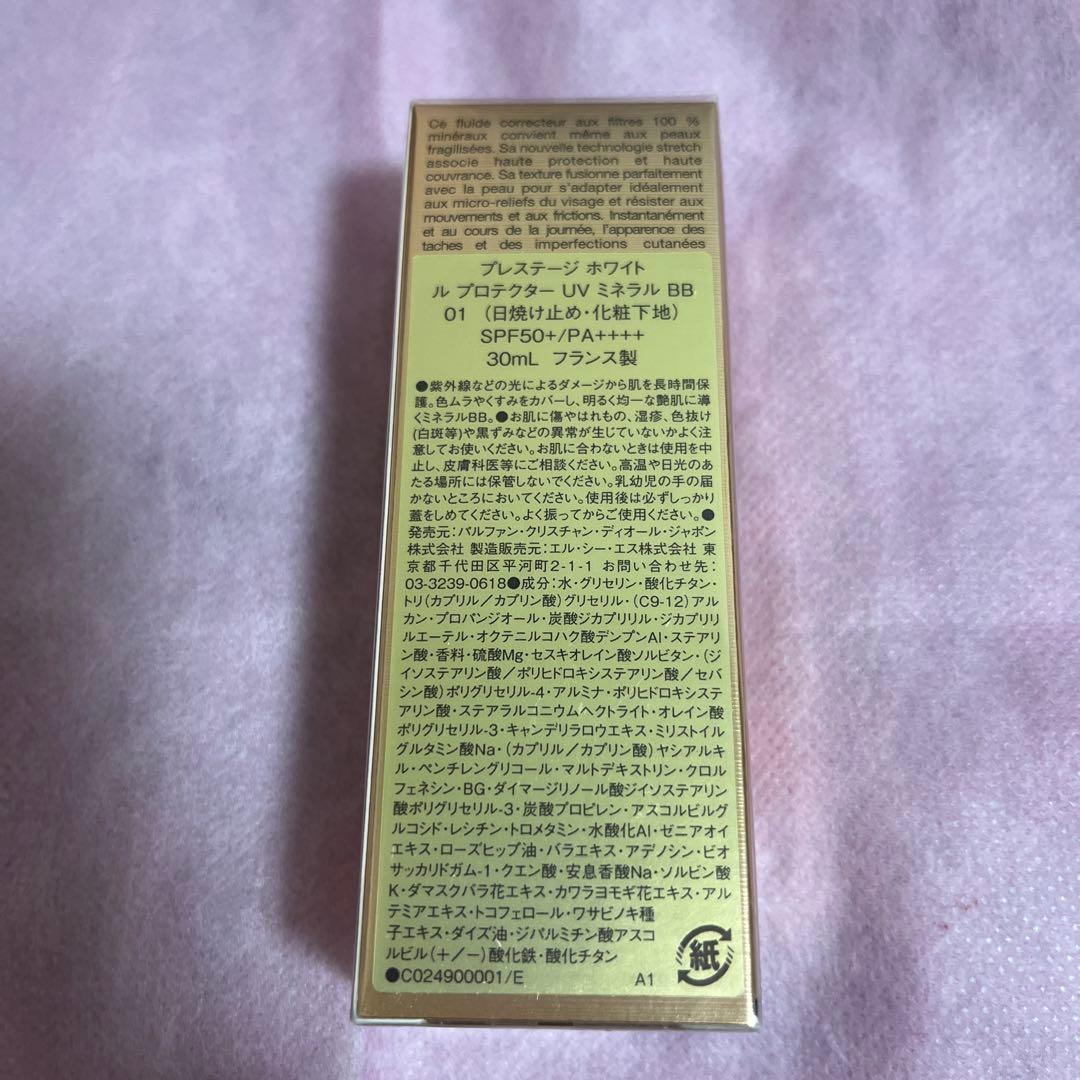 Ce fluide correcteur aux filtres 100 %
minéraux convient même aux peaux
fragilisées. Sa nouvelle technologie stretch
associe haute protection et haute
couvrance. Sa texture fusionne parfaitement
avec la peau pour s'adapter idéalement
aux micro-reliefs du visage et résister aux
mouvements et aux frictions. Instantanément
et au cours de la journée, l'apparence des
taches et des imperfections cutanées
プレステージ ホワイト
ル プロテクター UV ミネラル BB
01 (日焼け止め・化粧下地)
SPF50+/PA++++
30mL フランス製
●紫外線などの光によるダメージから肌を長時間保
護。色ムラやくすみをカバーし、明るく均一な艶肌に導
くミネラルBB。●お肌に傷やはれもの、湿疹、色抜け
(白斑等)や黒ずみなどの異常が生じていないかよく注
意してお使いください。お肌に合わないときは使用を中
止し、皮膚科医等にご相談ください。高温や日光のあ
たる場所には保管しないでください。乳幼児の手の届
かないところにおいてください。使用後は必ずしっかり
蓋をしめてください。よく振ってからご使用ください。●
発売元:パルファン・クリスチャン・ディオール・ジャポン
株式会社 製造販売元:エル・シー・エス株式会社 東
京都千代田区平河町2-1-1 お問い合わせ先:
03-3239-0618●成分:水・グリセリン・酸化チタン・
トリ(カプリル/カプリン酸)グリセリル・(C9-12)アル
カン・プロパンジオール・炭酸ジカプリリル・ジカプリリ
ルエーテル・オクテニルコハク酸デンプンAl・ステアリ
ン酸・香料・硫酸Mg・セスキオレイン酸ソルビタン・(ジ
イソステアリン酸/ポリヒドロキシステアリン酸/セバ
シン酸)ポリグリセリル-4・アルミナ・ポリヒドロキシステ
アリン酸・ステアラルコニウムヘクトライト・オレイン酸
ポリグリセリル-3・キャンデリラロウエキス・ミリストイル
グルタミン酸Na・(カプリル/カプリン酸)ヤシアルキ
ル・ペンチレングリコール・マルトデキストリン・クロル
フェネシン・BG・ダイマージリノール酸ジイソステアリン
酸ポリグリセリル-3・炭酸プロピレン・アスコルビルグ
ルコシド・レシチン・トロメタミン・水酸化Al・ゼニアオイ
エキス・ローズヒップ油・バラエキス・アデノシン・ビオ
サッカリドガム-1・クエン酸・安息香酸Na・ソルビン酸
K・ダマスクバラ花エキス・カワラヨモギ花エキス・アル
テミアエキス・トコフェロール・ワサビノキ種
子エキス・ダイズ油・ジパルミチン酸アスコ
ルビル(+/-)酸化鉄・酸化チタン
●C024900001/E A1
紙